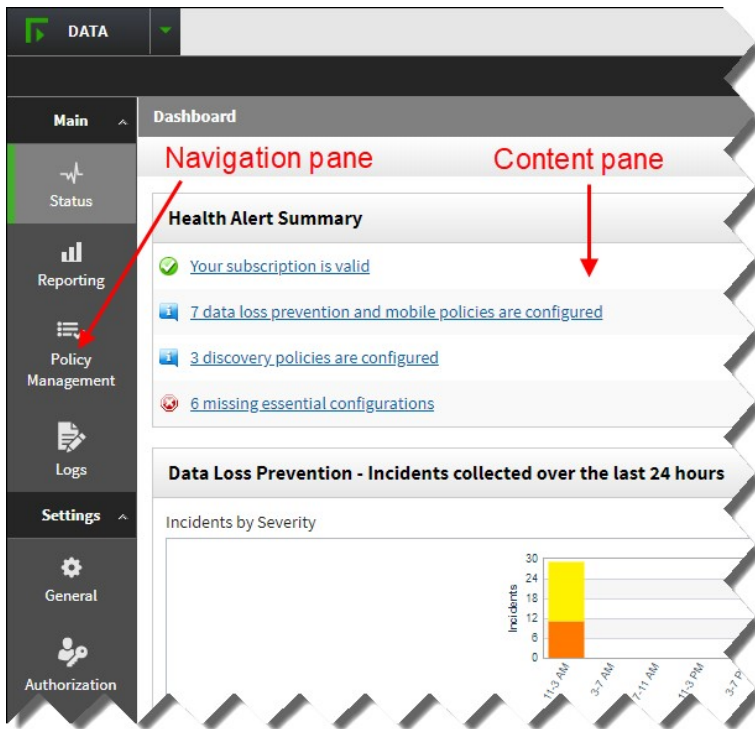 DATA
Main
Dashboard
Navigation pane
Content pane
Status
Health Alert Summary
Your subscription is valid
Reporting
7 data loss prevention and mobile policies are configured
Policy
Management
3 discovery policies are configured
6 missing essential configurations
Logs
Data Loss Prevention - Incidents collected over the last 24 hours
Settings
Incidents by Severity
General
Authorization
Incidents
30
24
18
12
6
0
11-3 AM
3-7 AM
7-11 AM
11-3 PM
3-7 P